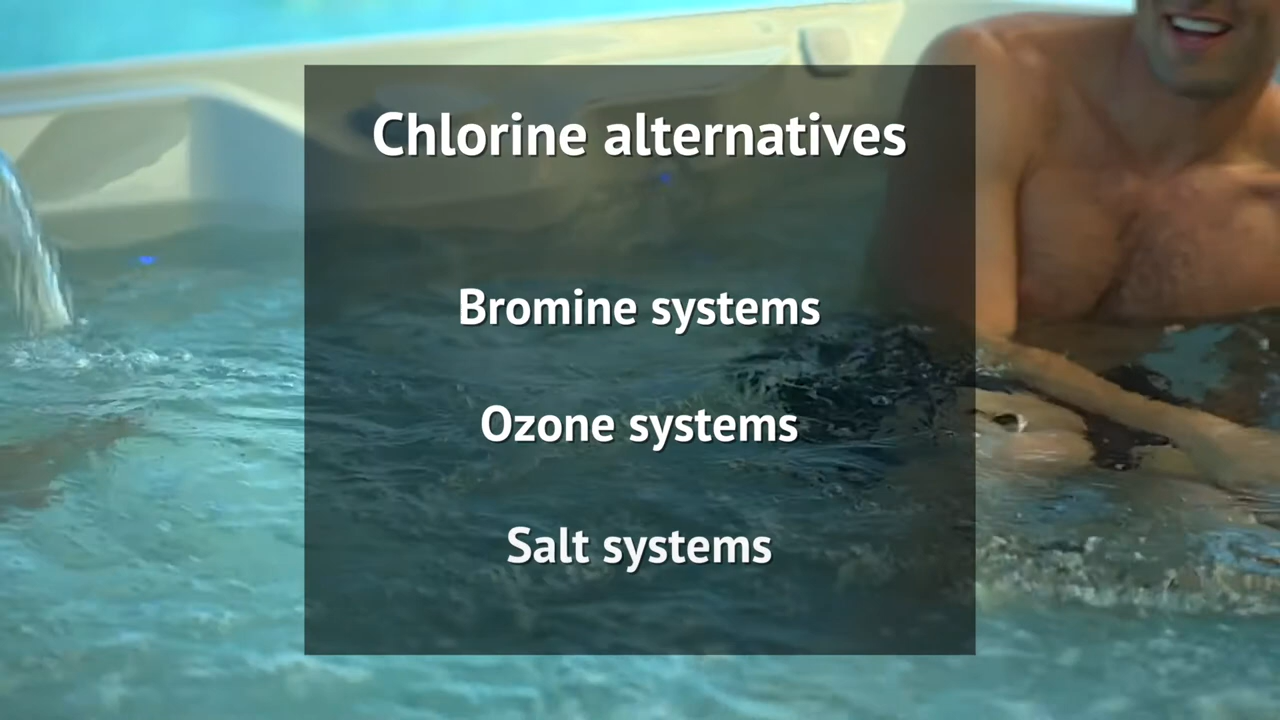 Chlorine alternatives
Bromine systems
Ozone systems
Salt systems